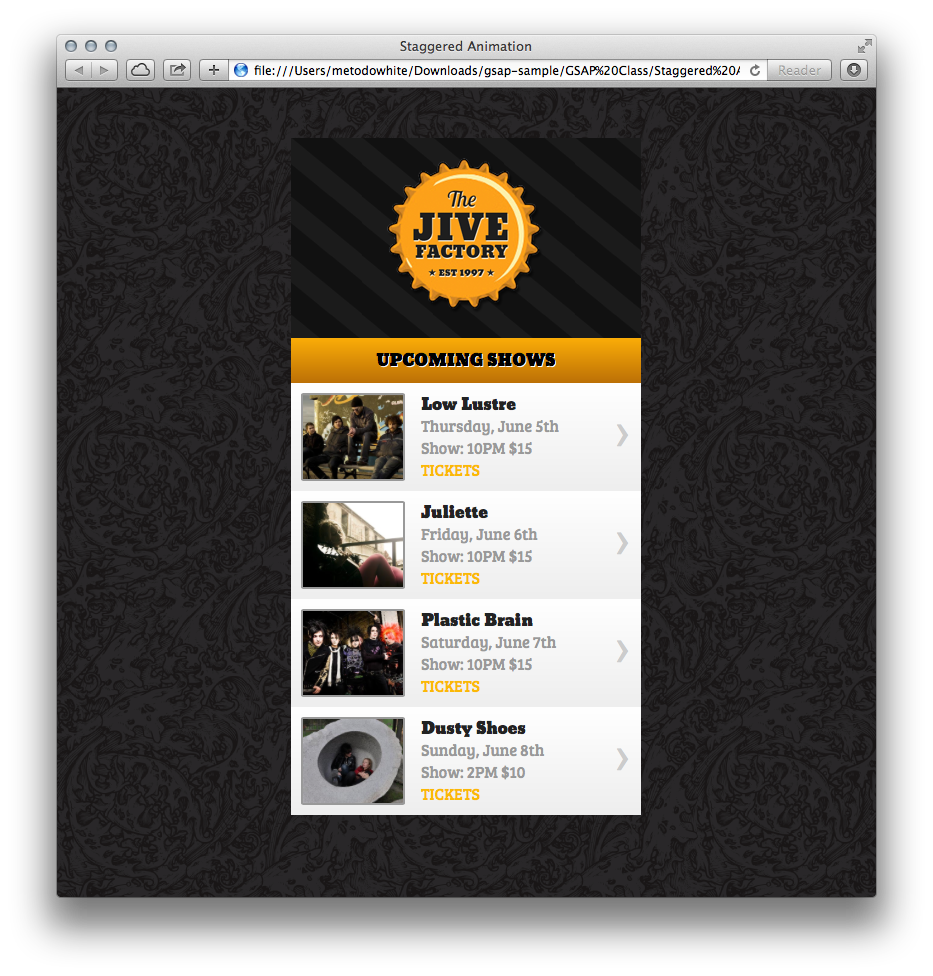 Staggered Animation
file:///Users/metodowhite/Downloads/gsap-sample/GSAP%20Class/Staggered%20A
Reader
The
JIVE
FACTORY
★ EST 1997 ★
UPCOMING SHOWS
Low Lustre
Thursday, June 5th
Show: 10PM $15
TICKETS
Juliette
Friday, June 6th
Show: 10PM $15
TICKETS
Plastic Brain
Saturday, June 7th
Show: 10PM $15
TICKETS
Dusty Shoes
Sunday, June 8th
Show: 2PM $10
TICKETS